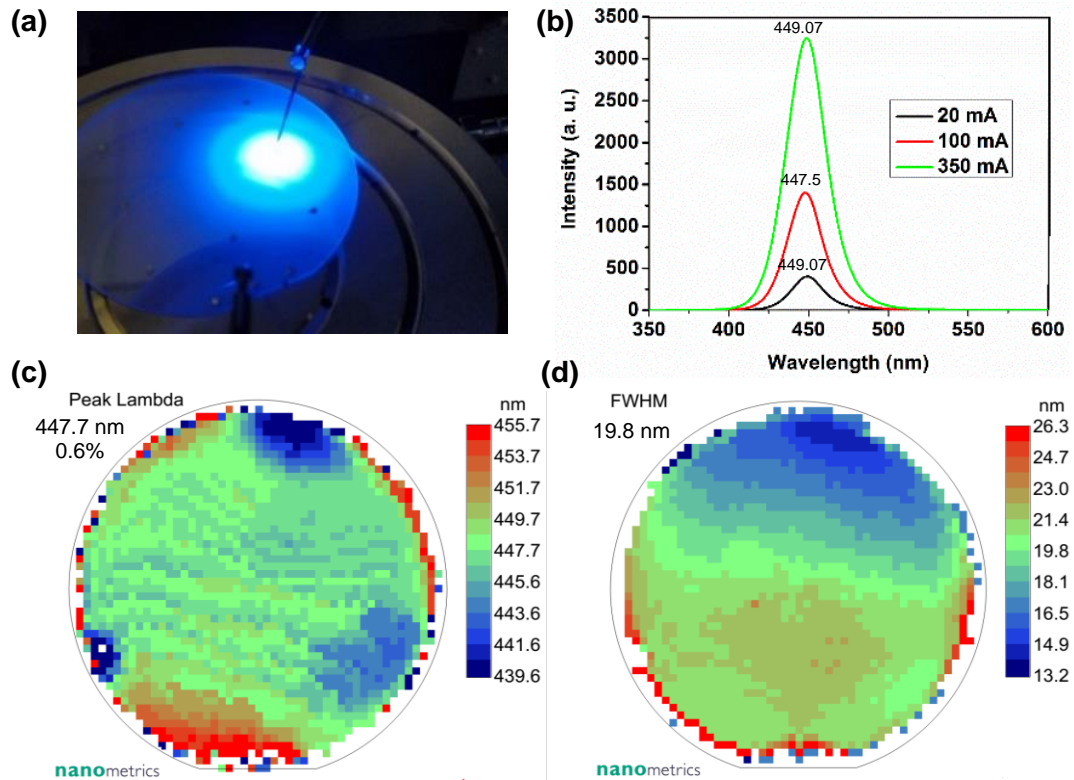 (a)
(b)
3500
3000
2500
2000
1500
1000
500
0
Intensity (a. u.)
449.07
447.5
449.07
20 mA
100 mA
350 mA
350
400
450
500
550
600
Wavelength (nm)
(c)
Peak Lambda
447.7 nm
0.6%
nm
455.7
453.7
451.7
449.7
447.7
445.6
443.6
441.6
439.6
nanometrics
(d)
FWHM
19.8 nm
nm
26.3
24.7
23.0
21.4
19.8
18.1
16.5
14.9
13.2
nanometrics